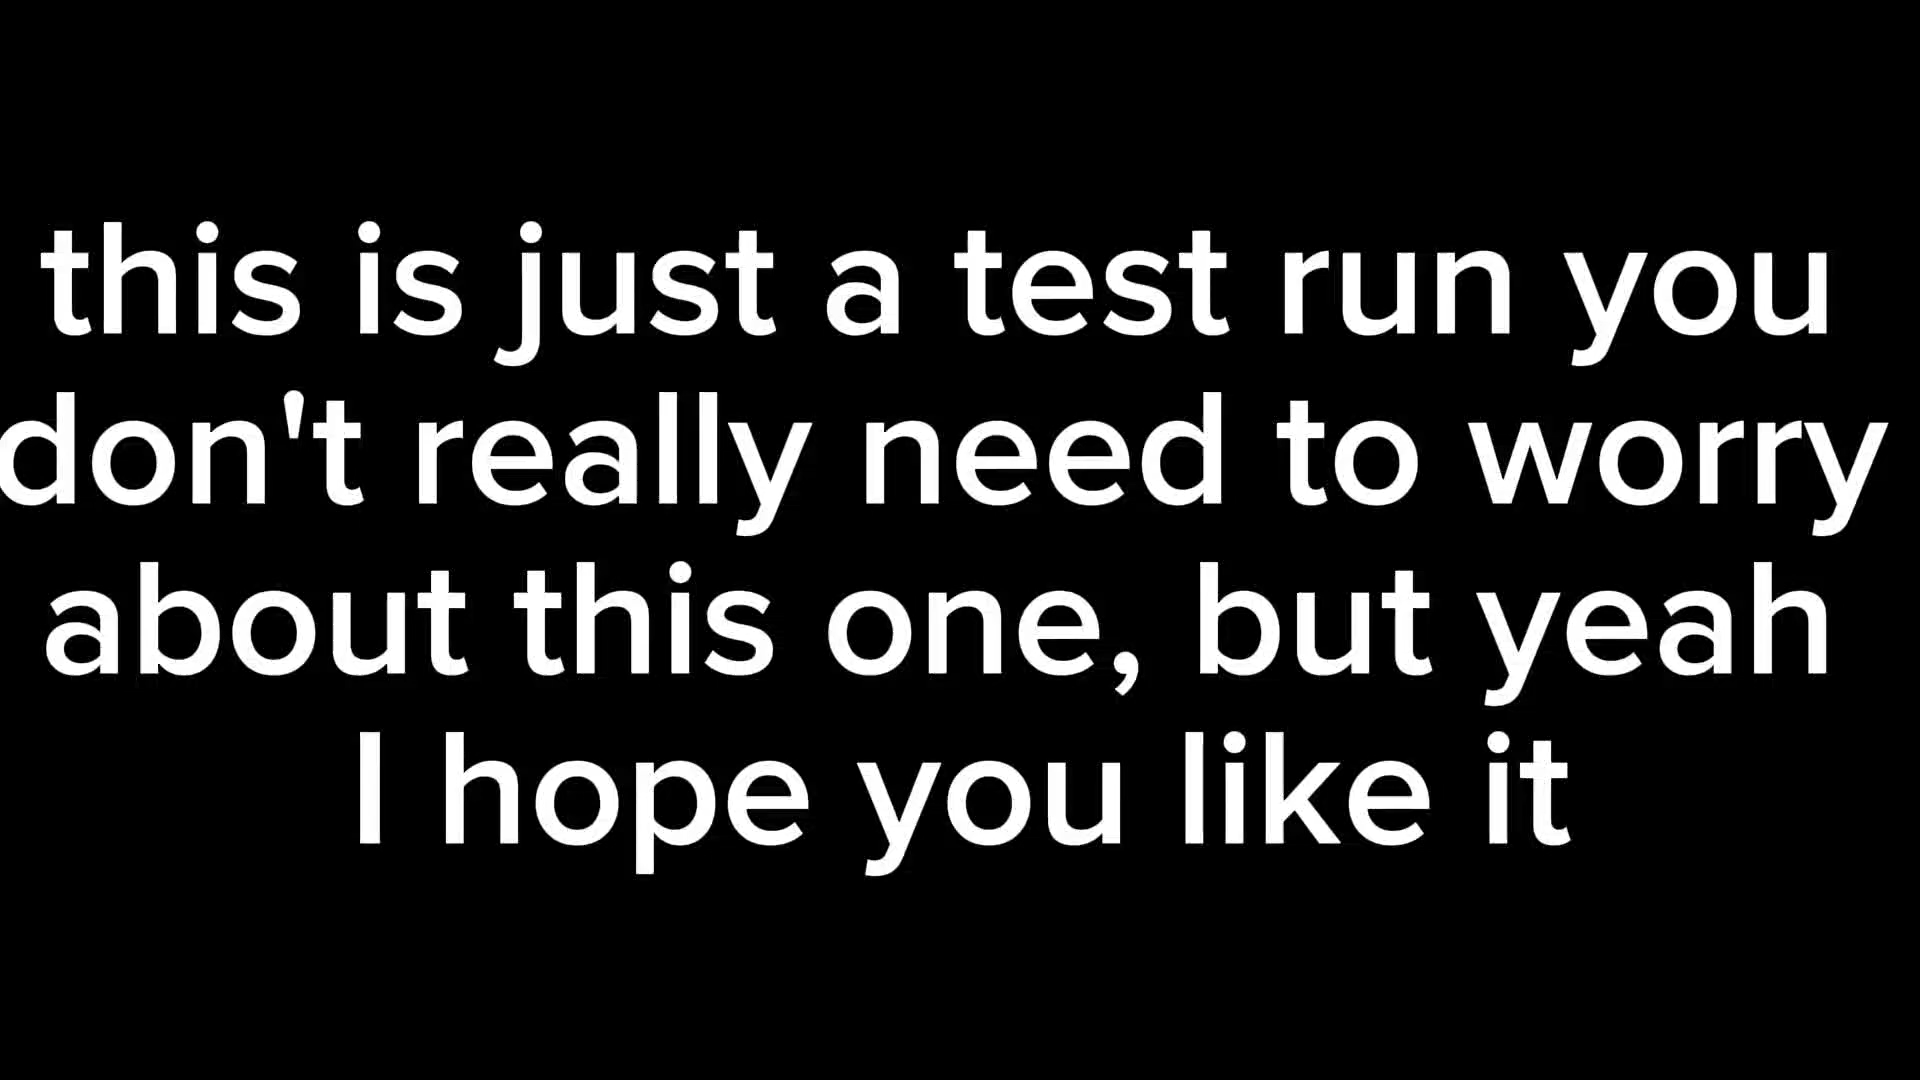 this is just a test run you
don't really need to worry
about this one, but yeah
I hope you like it